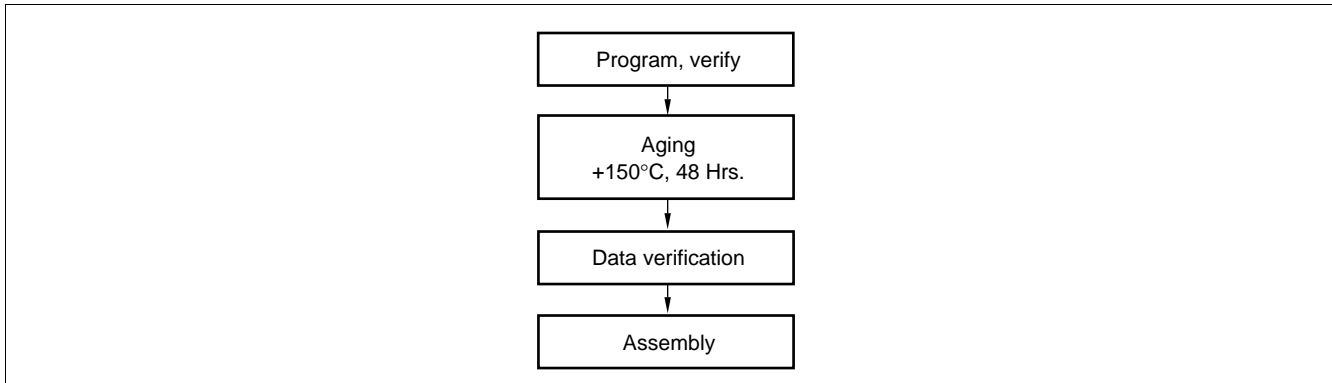 Program, verify
Aging
+150°C, 48 Hrs.
Data verification
Assembly